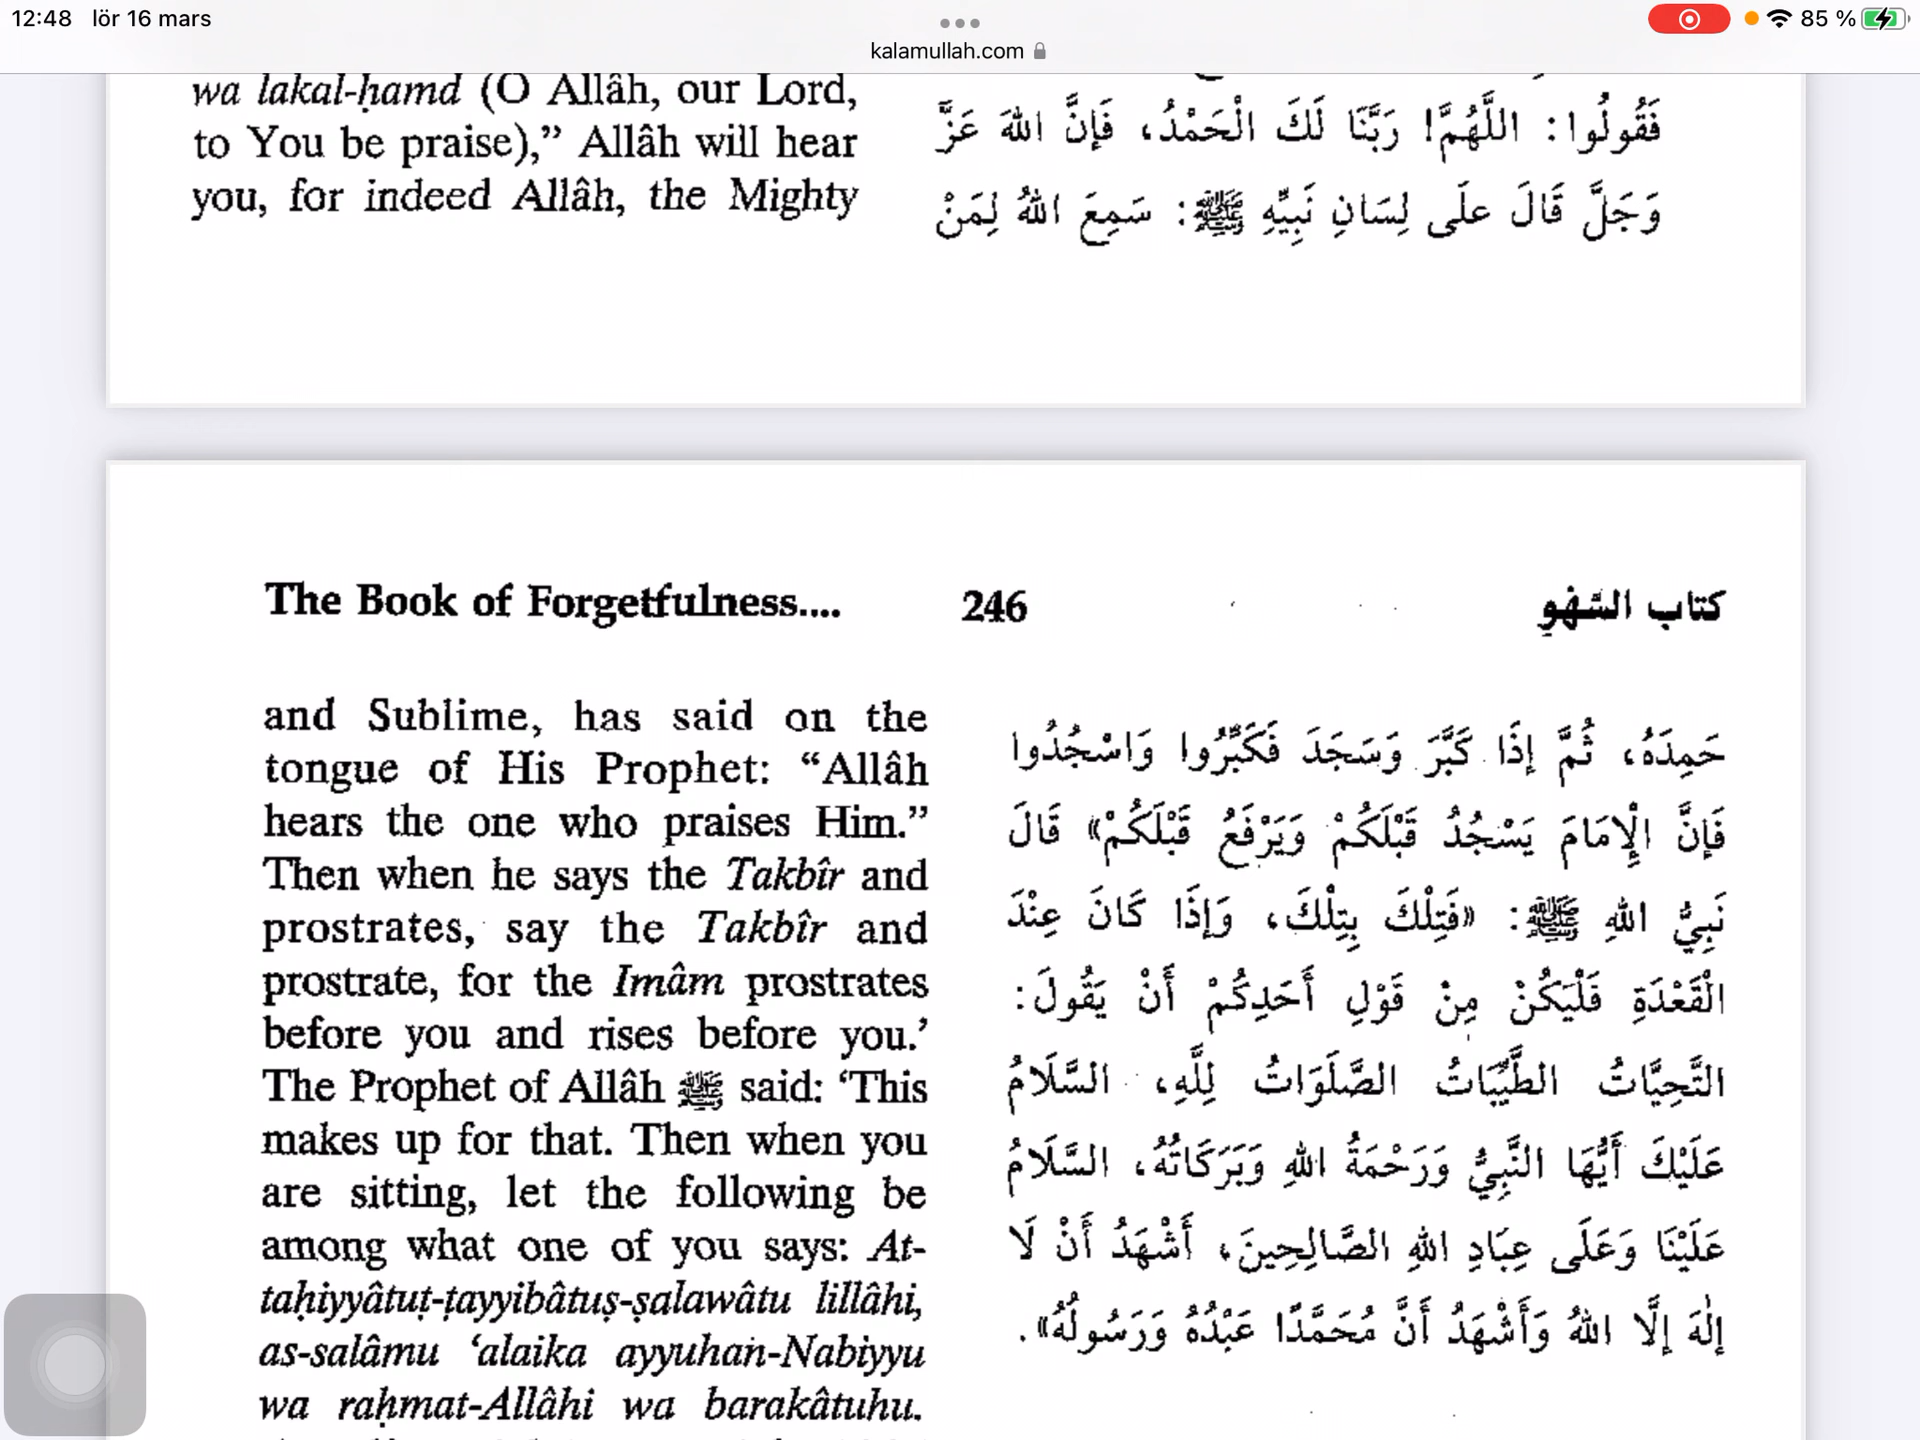 12:48 lör 16 mars
85 %
kalamullah.com
wa lakal-ḥamd (O Allâh, our Lord,
to You be praise),” Allâh will hear
you, for indeed Allâh, the Mighty
فَقُولُوا: اللَّهُمَّ! رَبَّنَا لَكَ الْحَمْدُ، فَإِنَّ اللهَ عَزَّ
وَجَلَّ قَالَ علَى لِسَانِ نَبِيِّهِ ﷺ: سَمِعَ اللهُ لِمَنْ
The Book of Forgetfulness.... 246 كتاب السَّهْوِ
and Sublime, has said on the
tongue of His Prophet: “Allâh
hears the one who praises Him.”
Then when he says the Takbîr and
prostrates, say the Takbîr and
prostrate, for the Imâm prostrates
before you and rises before you.’
The Prophet of Allâh ﷺ said: ‘This
makes up for that. Then when you
are sitting, let the following be
among what one of you says: At-
taḥiyyâtuṭ-ṭayyibâtuṣ-ṣalawâtu lillâhi,
as-salâmu ‘alaika ayyuhan-Nabiyyu
wa raḥmat-Allâhi wa barakâtuhu.
حَمِدَهُ، ثُمَّ إِذَا كَبَّرَ وَسَجَدَ فَكَبِّرُوا وَاسْجُدُوا
فَإِنَّ الْإِمَامَ يَسْجُدُ قَبْلَكُمْ وَيَرْفَعُ قَبْلَكُمْ» قَالَ
نَبِيُّ اللهِ ﷺ: «فَتِلْكَ بِتِلْكَ، وَإِذَا كَانَ عِنْدَ
الْقَعْدَةِ فَلْيَكُنْ مِنْ قَوْلِ أَحَدِكُمْ أَنْ يَقُولَ:
التَّحِيَّاتُ الطَّيِّبَاتُ الصَّلَوَاتُ لِلَّهِ، السَّلَامُ
عَلَيْكَ أَيُّهَا النَّبِيُّ وَرَحْمَةُ اللهِ وَبَرَكَاتُهُ، السَّلَامُ
عَلَيْنَا وَعَلَى عِبَادِ اللهِ الصَّالِحِينَ، أَشْهَدُ أَنْ لَا
إِلٰهَ إِلَّا اللهُ وَأَشْهَدُ أَنَّ مُحَمَّدًا عَبْدُهُ وَرَسُولُهُ».